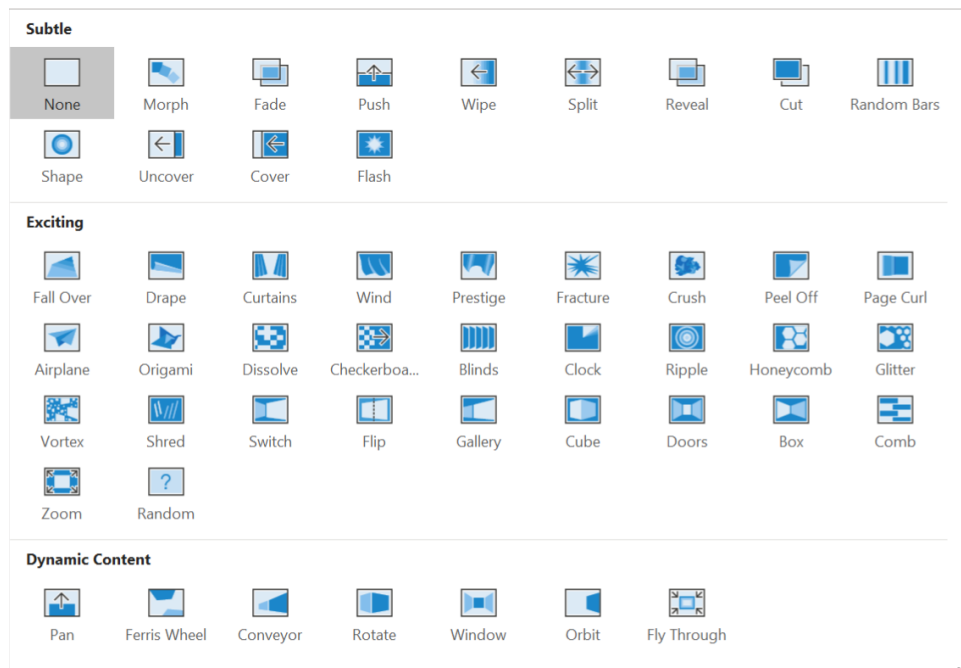 Subtle
None Morph Fade Push Wipe Split Reveal Cut Random Bars
Shape Uncover Cover Flash
Exciting
Fall Over Drape Curtains Wind Prestige Fracture Crush Peel Off Page Curl
Airplane Origami Dissolve Checkerboa... Blinds Clock Ripple Honeycomb Glitter
Vortex Shred Switch Flip Gallery Cube Doors Box Comb
?
Zoom Random
Dynamic Content
Pan Ferris Wheel Conveyor Rotate Window Orbit Fly Through